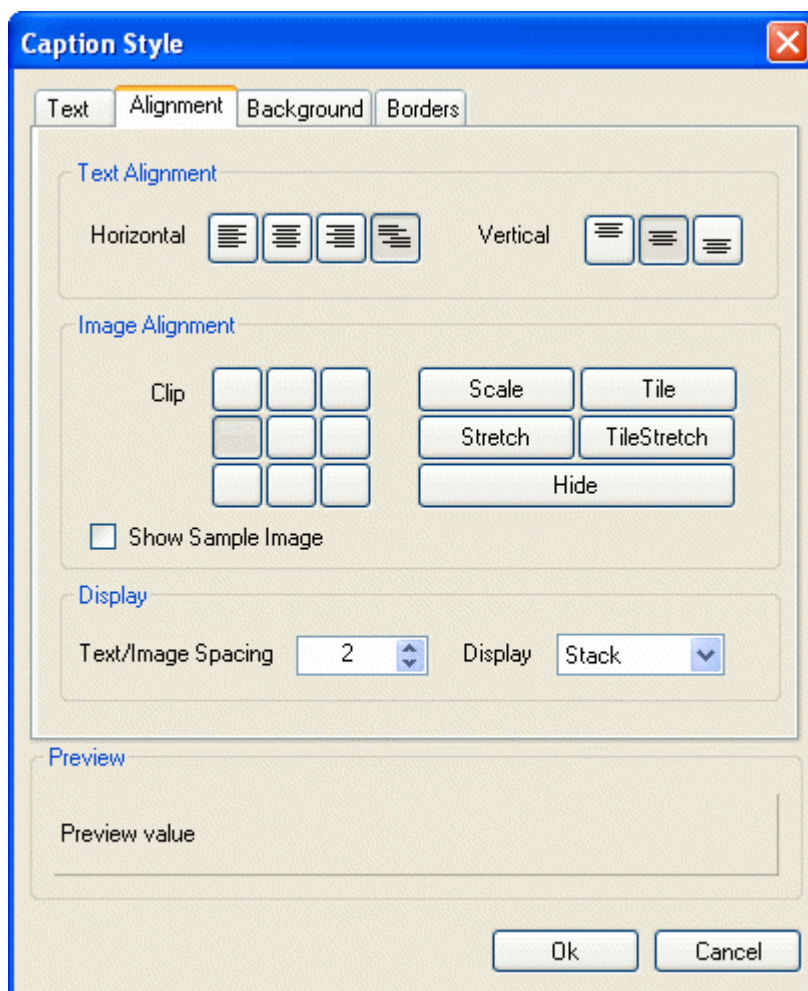 Caption Style
Text Alignment Background Borders
Text Alignment
Horizontal Vertical
Image Alignment
Clip Scale Tile
Stretch TileStretch
Hide
Show Sample Image
Display
Text/Image Spacing 2 Display Stack
Preview
Preview value
Ok Cancel